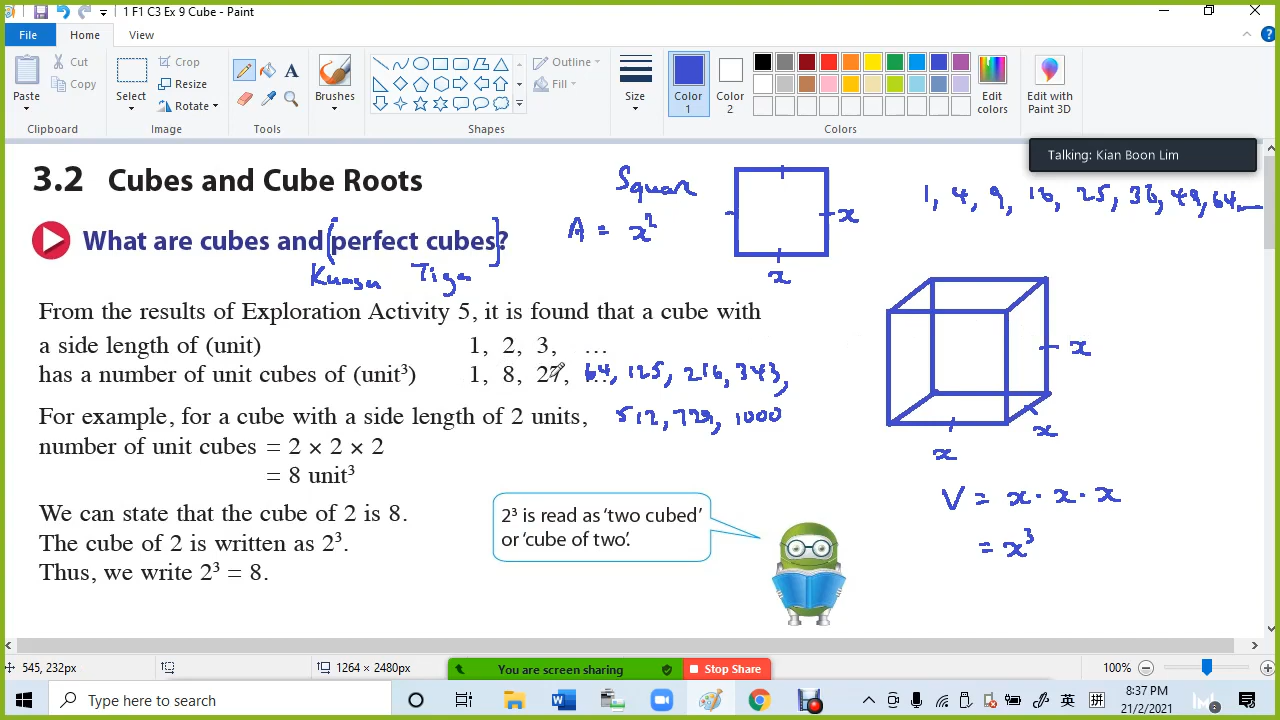 1 F1 C3 Ex 9 Cube - Paint
File Home View
Paste
Cut
Copy
Clipboard
Select
Crop
Resize
Rotate
Image
Tools
Brushes
Outline
Fill
Shapes
Size
Color 1
Color 2
Edit colors
Colors
Edit with Paint 3D
Talking: Kian Boon Lim
3.2 Cubes and Cube Roots
What are cubes and (perfect cubes)?
Kuasa Tiga
Square
A = x²
x
x
1, 4, 9, 16, 25, 36, 49, 64, ...
From the results of Exploration Activity 5, it is found that a cube with
a side length of (unit) 1, 2, 3, ...
has a number of unit cubes of (unit³) 1, 8, 27, ... 64, 125, 216, 343,
512, 729, 1000
For example, for a cube with a side length of 2 units,
number of unit cubes = 2 × 2 × 2
= 8 unit³
We can state that the cube of 2 is 8.
The cube of 2 is written as 2³.
Thus, we write 2³ = 8.
2³ is read as ‘two cubed’
or ‘cube of two’.
x
x
x
V = x · x · x
= x³
545, 232px
1264 × 2480px
You are screen sharing
Stop Share
100%
Type here to search
英
拼
8:37 PM
21/2/2021
2